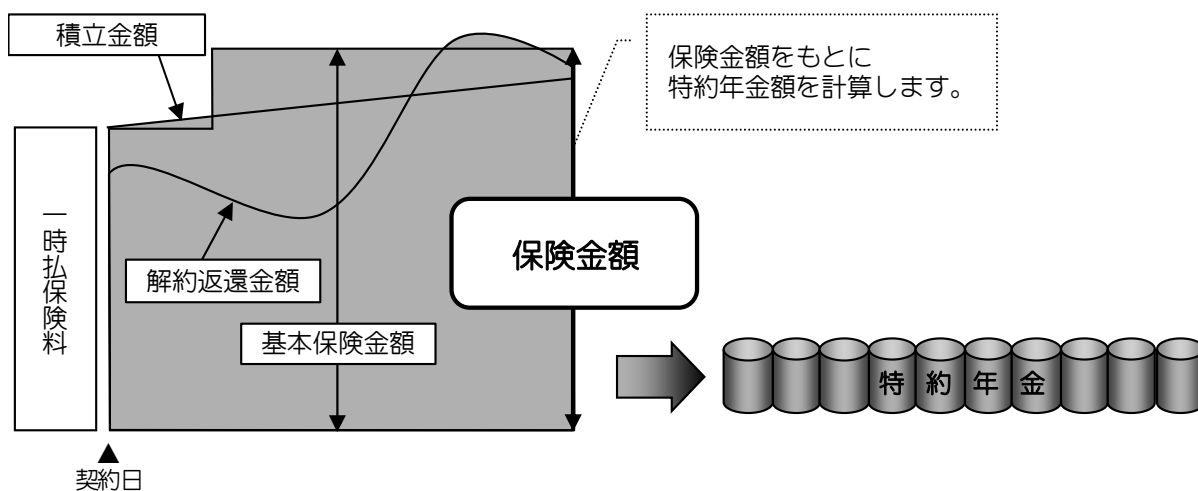 積立金額
保険金額をもとに
特約年金額を計算します。
一時払保険料
保険金額
解約返還金額
基本保険金額
特約年金
契約日